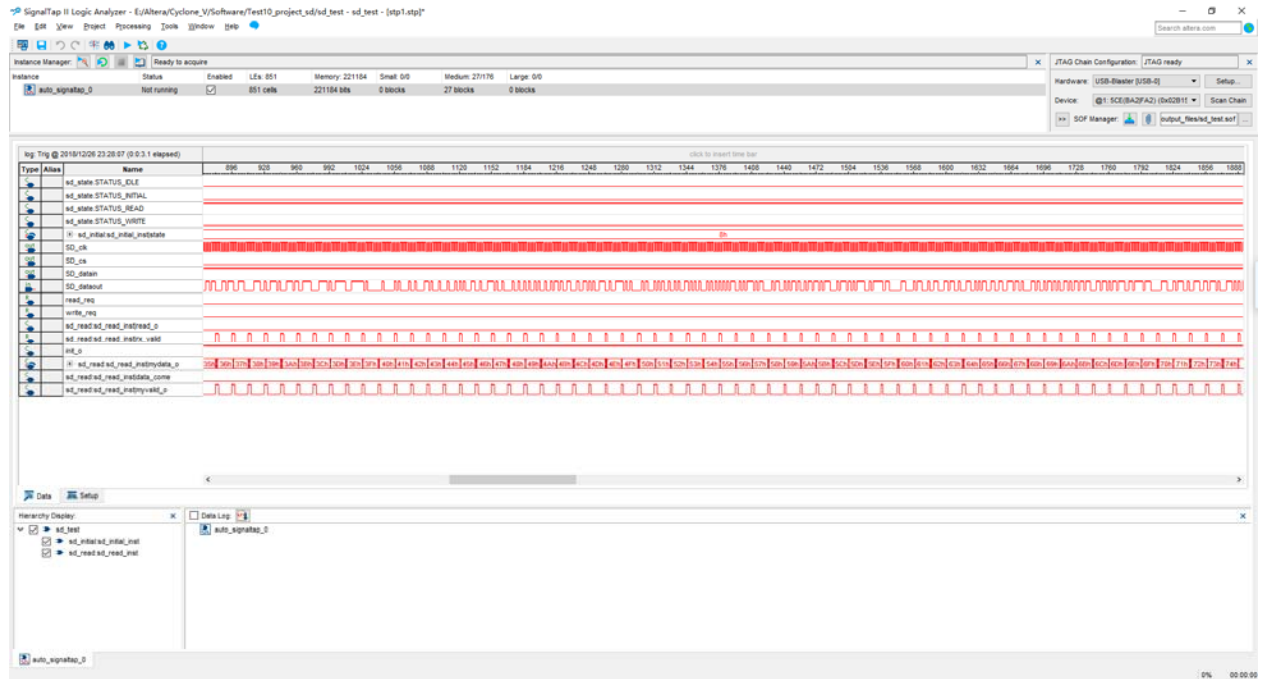 SignalTap II Logic Analyzer - E:/Altera/Cyclone_V/Software/Test10_project_sd/sd_test - sd_test - [stp1.stp]*
File Edit View Project Processing Tools Window Help
Search altera.com
Instance Manager: Ready to acquire
JTAG Chain Configuration: JTAG ready
Instance Status Enabled LEs: 851 Memory: 221184 Small: 0/0 Medium: 27/176 Large: 0/0
auto_signaltap_0 Not running 851 cells 221184 bits 0 blocks 27 blocks 0 blocks
Hardware: USB-Blaster [USB-0] Setup...
Device: Scan Chain
>> SOF Manager: output_files/sd_test.sof ...
log: Trig @ 2018/12/26 23:28:07 (0:0:3.1 elapsed) click to insert time bar
Type Alias Name 896 928 960 992 1024 1056 1088 1120 1152 1184 1216 1248 1280 1312 1344 1376 1408 1440 1472 1504 1536 1568 1600 1632 1664 1696 1728 1760 1792 1824 1856 1888
sd_state.STATUS_IDLE
sd_state.STATUS_INITIAL
sd_state.STATUS_READ
sd_state.STATUS_WRITE
sd_initial:sd_initial_inst|state 0h
SD_clk
SD_cs
SD_datain
SD_dataout
read_req
write_req
sd_read:sd_read_inst|read_o
sd_read:sd_read_inst|rx_valid
init_o
sd_read:sd_read_inst|mydata_o
sd_read:sd_read_inst|data_come
sd_read:sd_read_inst|myvalid_o
Data Setup
Hierarchy Display: Data Log:
sd_test auto_signaltap_0
sd_initial:sd_initial_inst
sd_read:sd_read_inst
auto_signaltap_0
0% 00:00:00